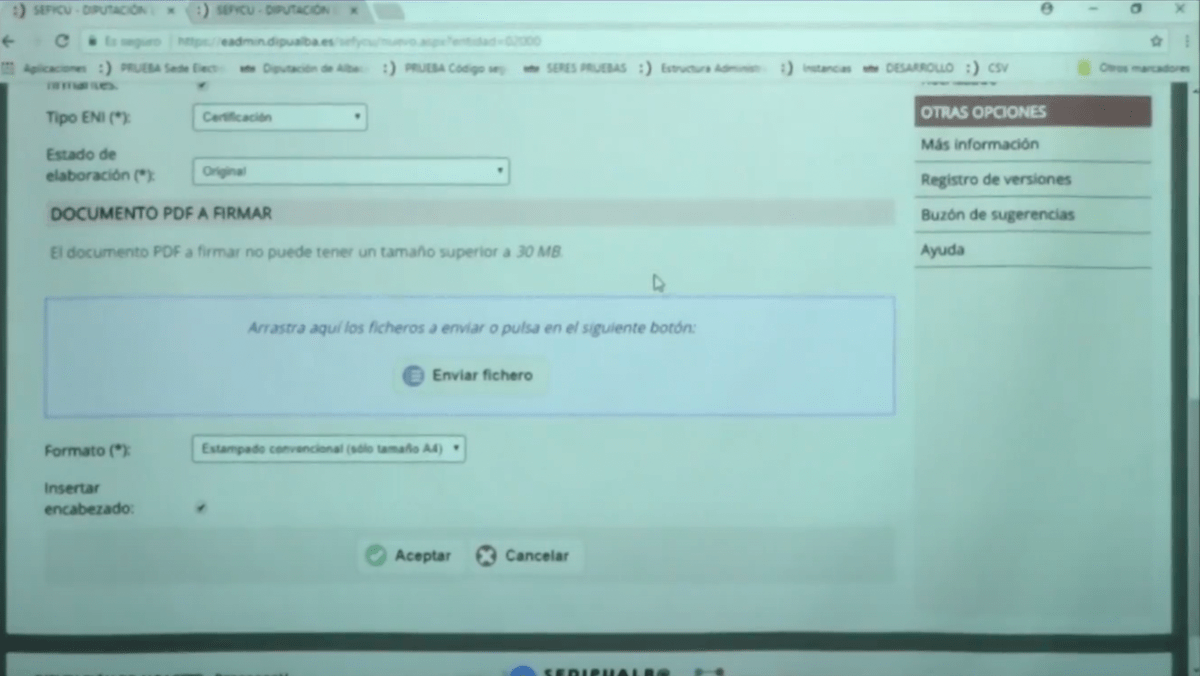 SEFYCU - DIPUTACIÓN
SEFYCU - DIPUTACIÓN
Es seguro https://eadmin.dipualba.es/sefycu/nuevo.aspx?entidad=02000
Aplicaciones PRUEBA Sede Elect Diputación de Alba PRUEBA Código seg SERES PRUEBAS Estructura Administ Instancias DESARROLLO CSV Otros marcadores
firmantes:
Tipo ENI (*): Certificación
Estado de
elaboración (*): Original
DOCUMENTO PDF A FIRMAR
El documento PDF a firmar no puede tener un tamaño superior a 30 MB.
Arrastra aquí los ficheros a enviar o pulsa en el siguiente botón:
Enviar fichero
Formato (*): Estampado convencional (sólo tamaño A4)
Insertar
encabezado:
Aceptar Cancelar
OTRAS OPCIONES
Más información
Registro de versiones
Buzón de sugerencias
Ayuda
SEDIPUALB@